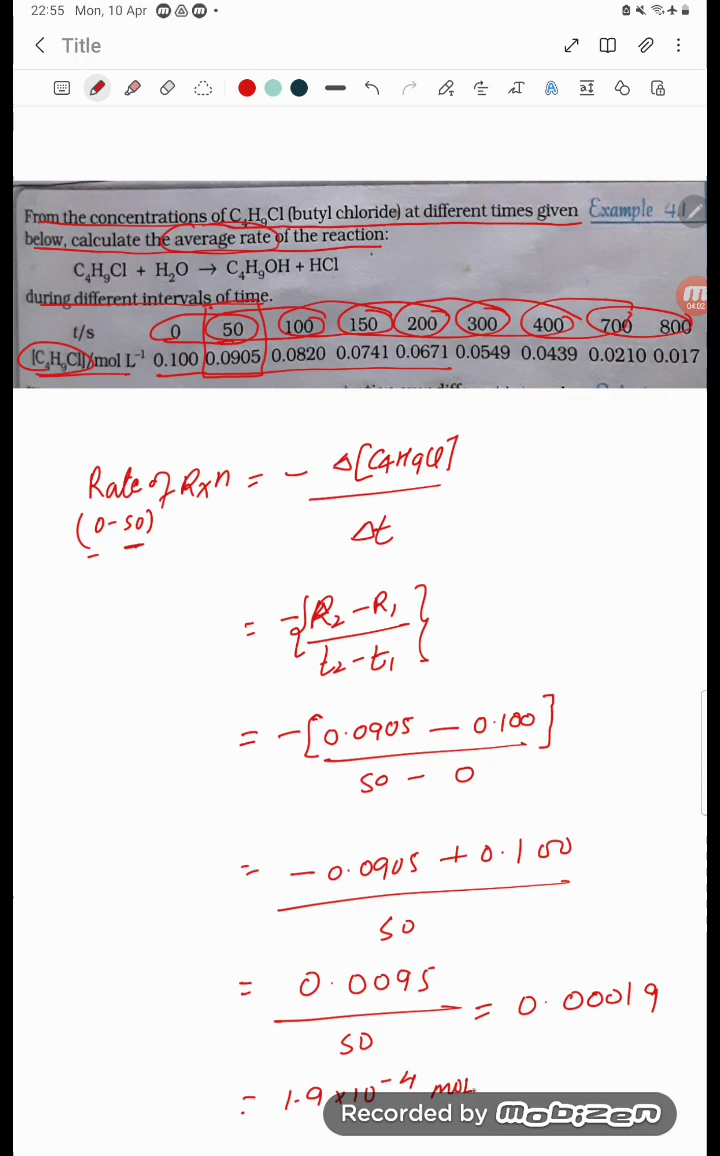 22:55 Mon, 10 Apr
Title
From the concentrations of C₄H₉Cl (butyl chloride) at different times given Example 4.1
below, calculate the average rate of the reaction:
C₄H₉Cl + H₂O → C₄H₉OH + HCl
during different intervals of time.
t/s 0 50 100 150 200 300 400 700 800
[C₄H₉Cl]/mol L⁻¹ 0.100 0.0905 0.0820 0.0741 0.0671 0.0549 0.0439 0.0210 0.017
04:02
Rate of Rxn = - Δ[C4H9Cl]
(0-50) Δt
= -{R₂ - R₁
t₂ - t₁}
= -[0.0905 - 0.100]
50 - 0
= - 0.0905 + 0.100
50
= 0.0095 = 0.00019
50
= 1.9 × 10⁻⁴ mol
Recorded by mobizen